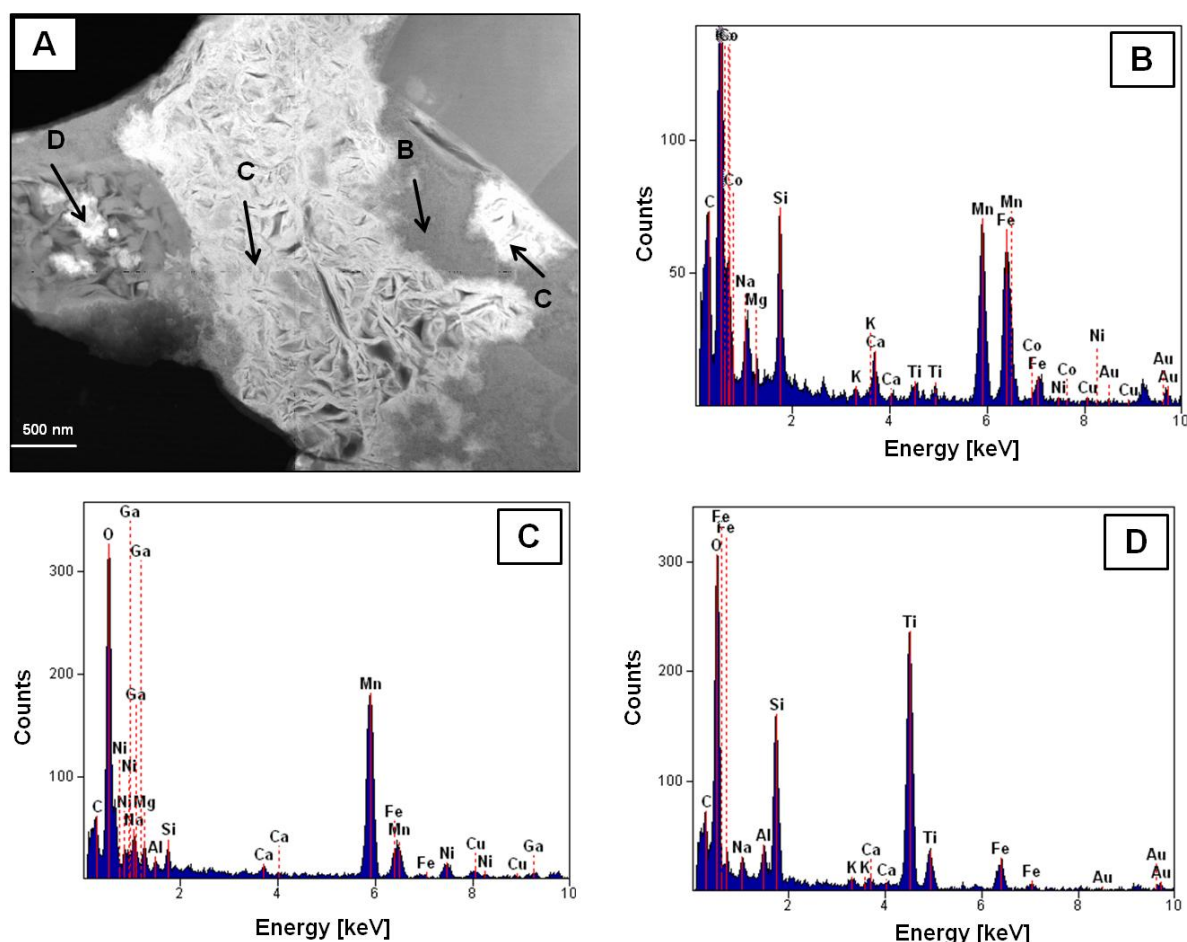 A
D
C
B
C
500 nm
B
Co
Co
C
Si
Na
Mg
K
Ca
K
Ca
Ti
Ti
Mn
Mn
Fe
Co
Fe
Ni
Co
Ni
Cu
Au
Cu
Au
Au
100
50
2
4
6
8
10
Counts
Energy [keV]
C
Ga
O
Ga
Ga
Ni
Ni
C
Ni
Mg
Na
Al
Si
Ca
Ca
Mn
Fe
Mn
Fe
Ni
Cu
Ni
Cu
Ga
300
200
100
2
4
6
8
10
Counts
Energy [keV]
D
Fe
Fe
O
C
Na
Al
Si
K
K
Ca
Ca
Ti
Ti
Fe
Fe
Au
Au
Au
300
200
100
2
4
6
8
10
Counts
Energy [keV]